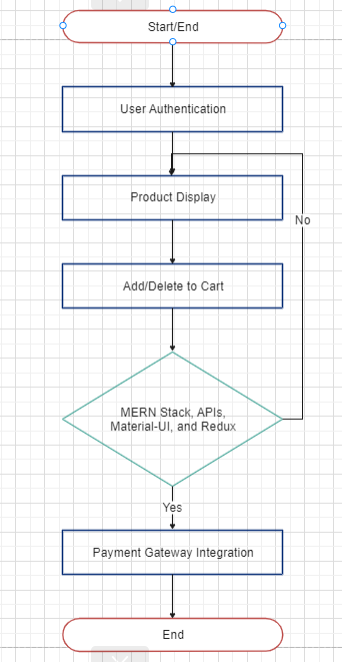 Start/End
User Authentication
Product Display
No
Add/Delete to Cart
MERN Stack, APIs,
Material-UI, and Redux
Yes
Payment Gateway Integration
End